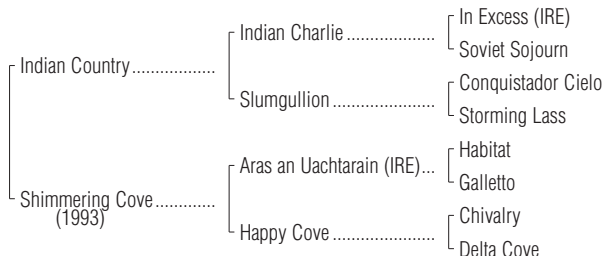 In Excess (IRE)
Indian Charlie
Soviet Sojourn
Indian Country
Conquistador Cielo
Slumgullion
Storming Lass
Habitat
Aras an Uachtarain (IRE)
Galletto
Shimmering Cove
(1993)
Chivalry
Happy Cove
Delta Cove